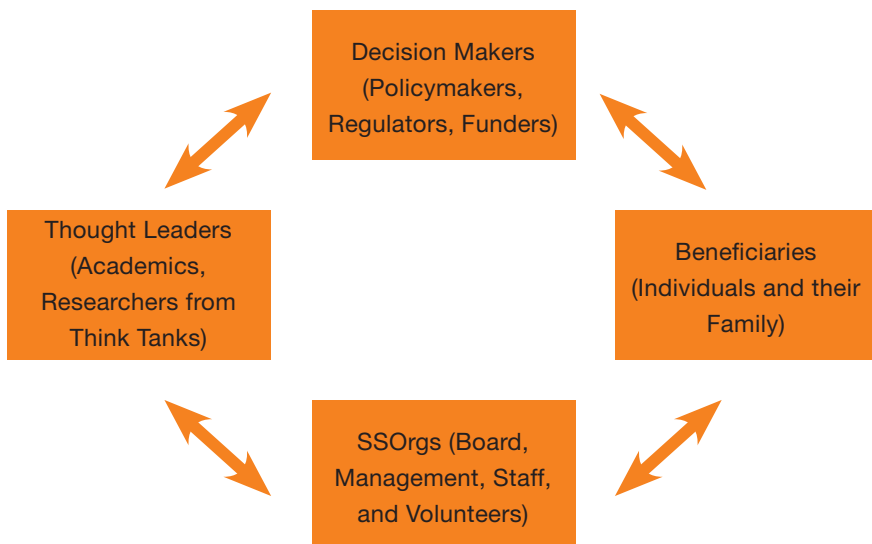 Decision Makers
(Policymakers,
Regulators, Funders)
Thought Leaders
(Academics,
Researchers from
Think Tanks)
Beneficiaries
(Individuals and their
Family)
SSOrgs (Board,
Management, Staff,
and Volunteers)